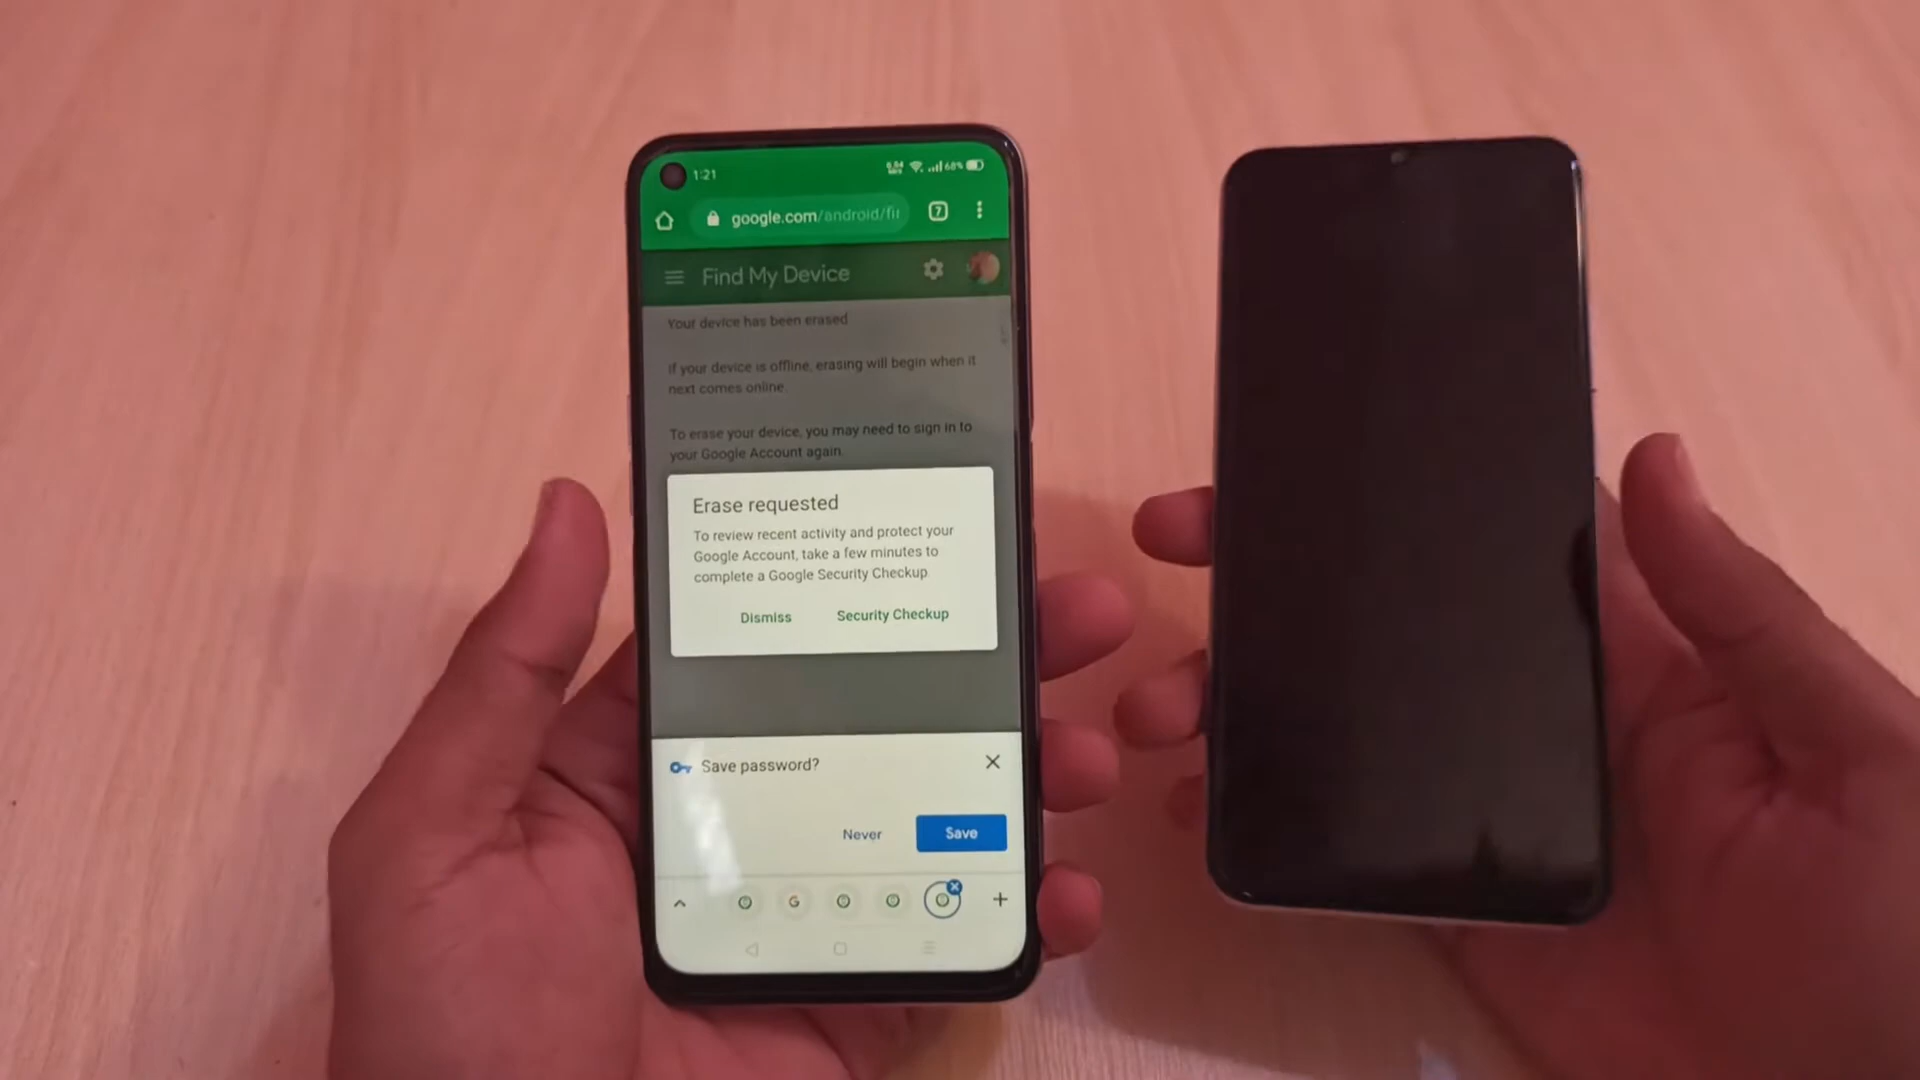 1:21
68%
google.com/android/fi
7
Find My Device
Your device has been erased
If your device is offline, erasing will begin when it
next comes online.
To erase your device, you may need to sign in to
your Google Account again.
Erase requested
To review recent activity and protect your
Google Account, take a few minutes to
complete a Google Security Checkup.
Dismiss
Security Checkup
Save password?
Never
Save
G